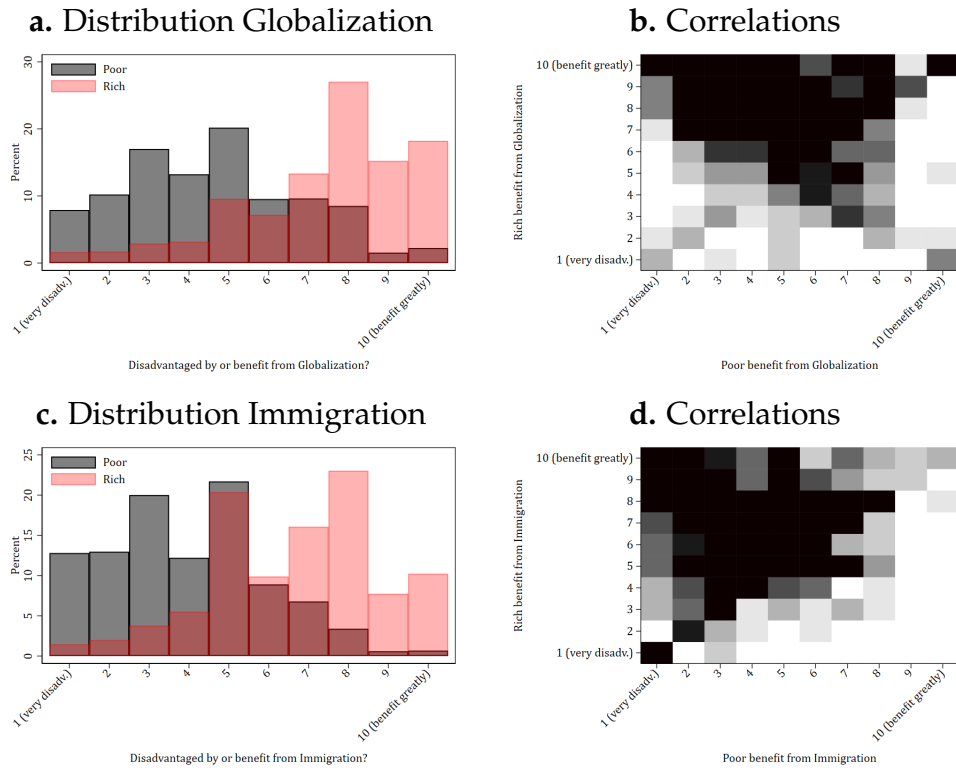 a. Distribution Globalization
Poor
Rich
30
20
10
0
Percent
1 (very disadv.)
2
3
4
5
6
7
8
9
10 (benefit greatly)
Disadvantaged by or benefit from Globalization?
b. Correlations
10 (benefit greatly)
9
8
7
6
5
4
3
2
1 (very disadv.)
Rich benefit from Globalization
1 (very disadv.)
2
3
4
5
6
7
8
9
10 (benefit greatly)
Poor benefit from Globalization
c. Distribution Immigration
Poor
Rich
25
20
15
10
5
0
Percent
1 (very disadv.)
2
3
4
5
6
7
8
9
10 (benefit greatly)
Disadvantaged by or benefit from Immigration?
d. Correlations
10 (benefit greatly)
9
8
7
6
5
4
3
2
1 (very disadv.)
Rich benefit from Immigration
1 (very disadv.)
2
3
4
5
6
7
8
9
10 (benefit greatly)
Poor benefit from Immigration